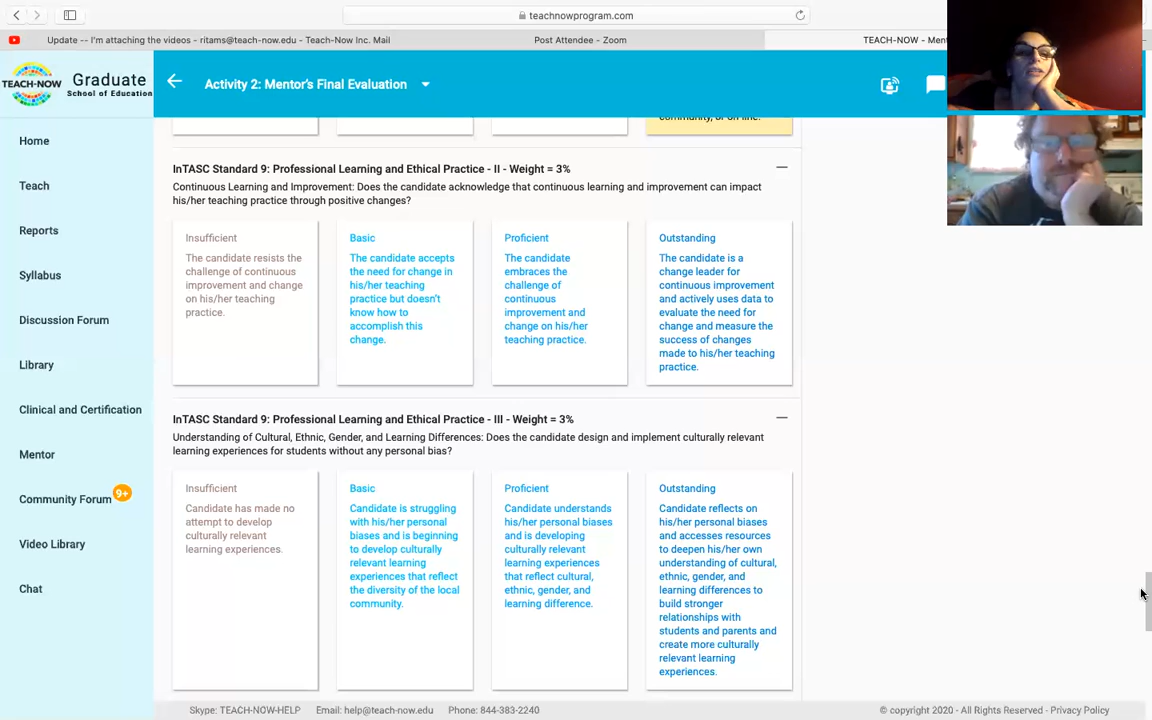 teachnowprogram.com
Update -- I'm attaching the videos - ritams@teach-now.edu - Teach-Now Inc. Mail
Post Attendee - Zoom
TEACH-NOW - Men
TEACH-NOW
Graduate
School of Education
Activity 2: Mentor's Final Evaluation
Home
Teach
Reports
Syllabus
Discussion Forum
Library
Clinical and Certification
Mentor
Community Forum
9+
Video Library
Chat
community, or on-line.
InTASC Standard 9: Professional Learning and Ethical Practice - II - Weight = 3%
Continuous Learning and Improvement: Does the candidate acknowledge that continuous learning and improvement can impact
his/her teaching practice through positive changes?
Insufficient
The candidate resists the
challenge of continuous
improvement and change
on his/her teaching
practice.
Basic
The candidate accepts
the need for change in
his/her teaching
practice but doesn't
know how to
accomplish this
change.
Proficient
The candidate
embraces the
challenge of
continuous
improvement and
change on his/her
teaching practice.
Outstanding
The candidate is a
change leader for
continuous improvement
and actively uses data to
evaluate the need for
change and measure the
success of changes
made to his/her teaching
practice.
InTASC Standard 9: Professional Learning and Ethical Practice - III - Weight = 3%
Understanding of Cultural, Ethnic, Gender, and Learning Differences: Does the candidate design and implement culturally relevant
learning experiences for students without any personal bias?
Insufficient
Candidate has made no
attempt to develop
culturally relevant
learning experiences.
Basic
Candidate is struggling
with his/her personal
biases and is beginning
to develop culturally
relevant learning
experiences that reflect
the diversity of the local
community.
Proficient
Candidate understands
his/her personal biases
and is developing
culturally relevant
learning experiences
that reflect cultural,
ethnic, gender, and
learning difference.
Outstanding
Candidate reflects on
his/her personal biases
and accesses resources
to deepen his/her own
understanding of cultural,
ethnic, gender, and
learning differences to
build stronger
relationships with
students and parents and
create more culturally
relevant learning
experiences.
Skype: TEACH-NOW-HELP
Email: help@teach-now.edu
Phone: 844-383-2240
© copyright 2020 - All Rights Reserved - Privacy Policy